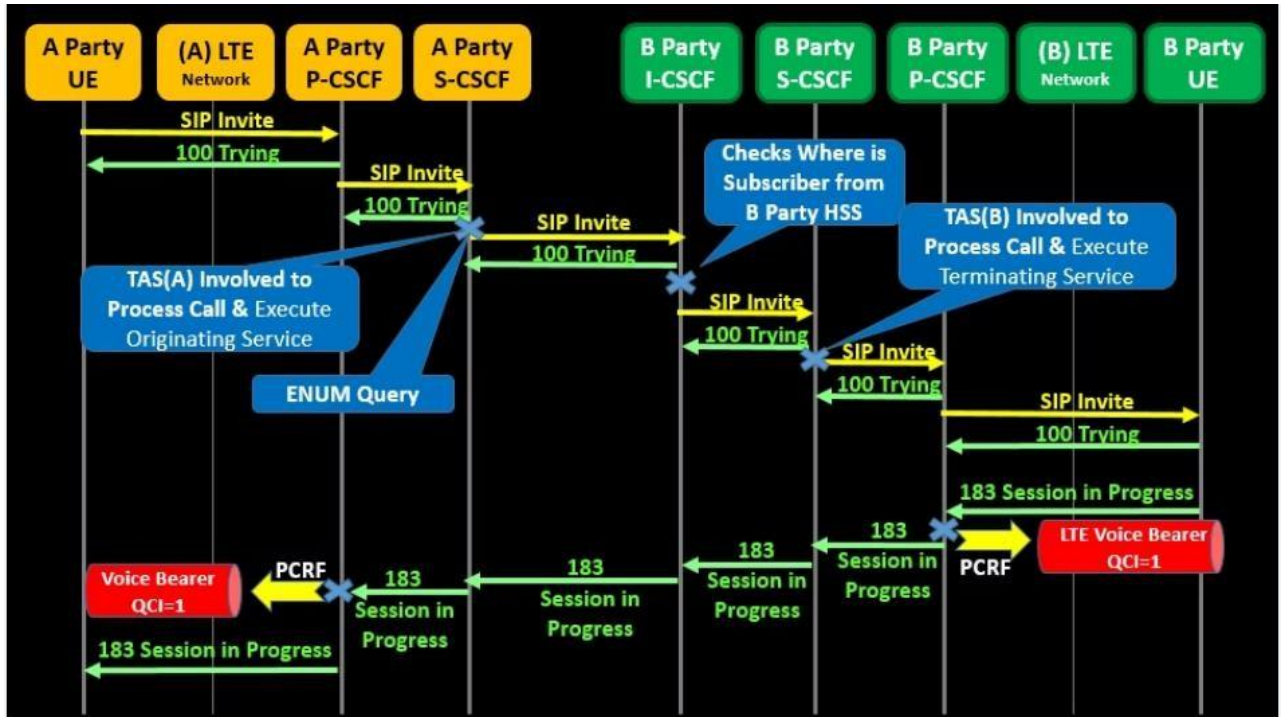 A Party
UE
(A) LTE
Network
A Party
P-CSCF
A Party
S-CSCF
B Party
I-CSCF
B Party
S-CSCF
B Party
P-CSCF
(B) LTE
Network
B Party
UE
SIP Invite
100 Trying
SIP Invite
100 Trying
SIP Invite
100 Trying
Checks Where is
Subscriber from
B Party HSS
TAS(B) Involved to
Process Call & Execute
Terminating Service
TAS(A) Involved to
Process Call & Execute
Originating Service
ENUM Query
SIP Invite
100 Trying
SIP Invite
100 Trying
SIP Invite
100 Trying
183 Session in Progress
LTE Voice Bearer
QCI=1
PCRF
183
Session in
Progress
183
Session in
Progress
183
Session in
Progress
183
Session in
Progress
PCRF
Voice Bearer
QCI=1
183 Session in Progress